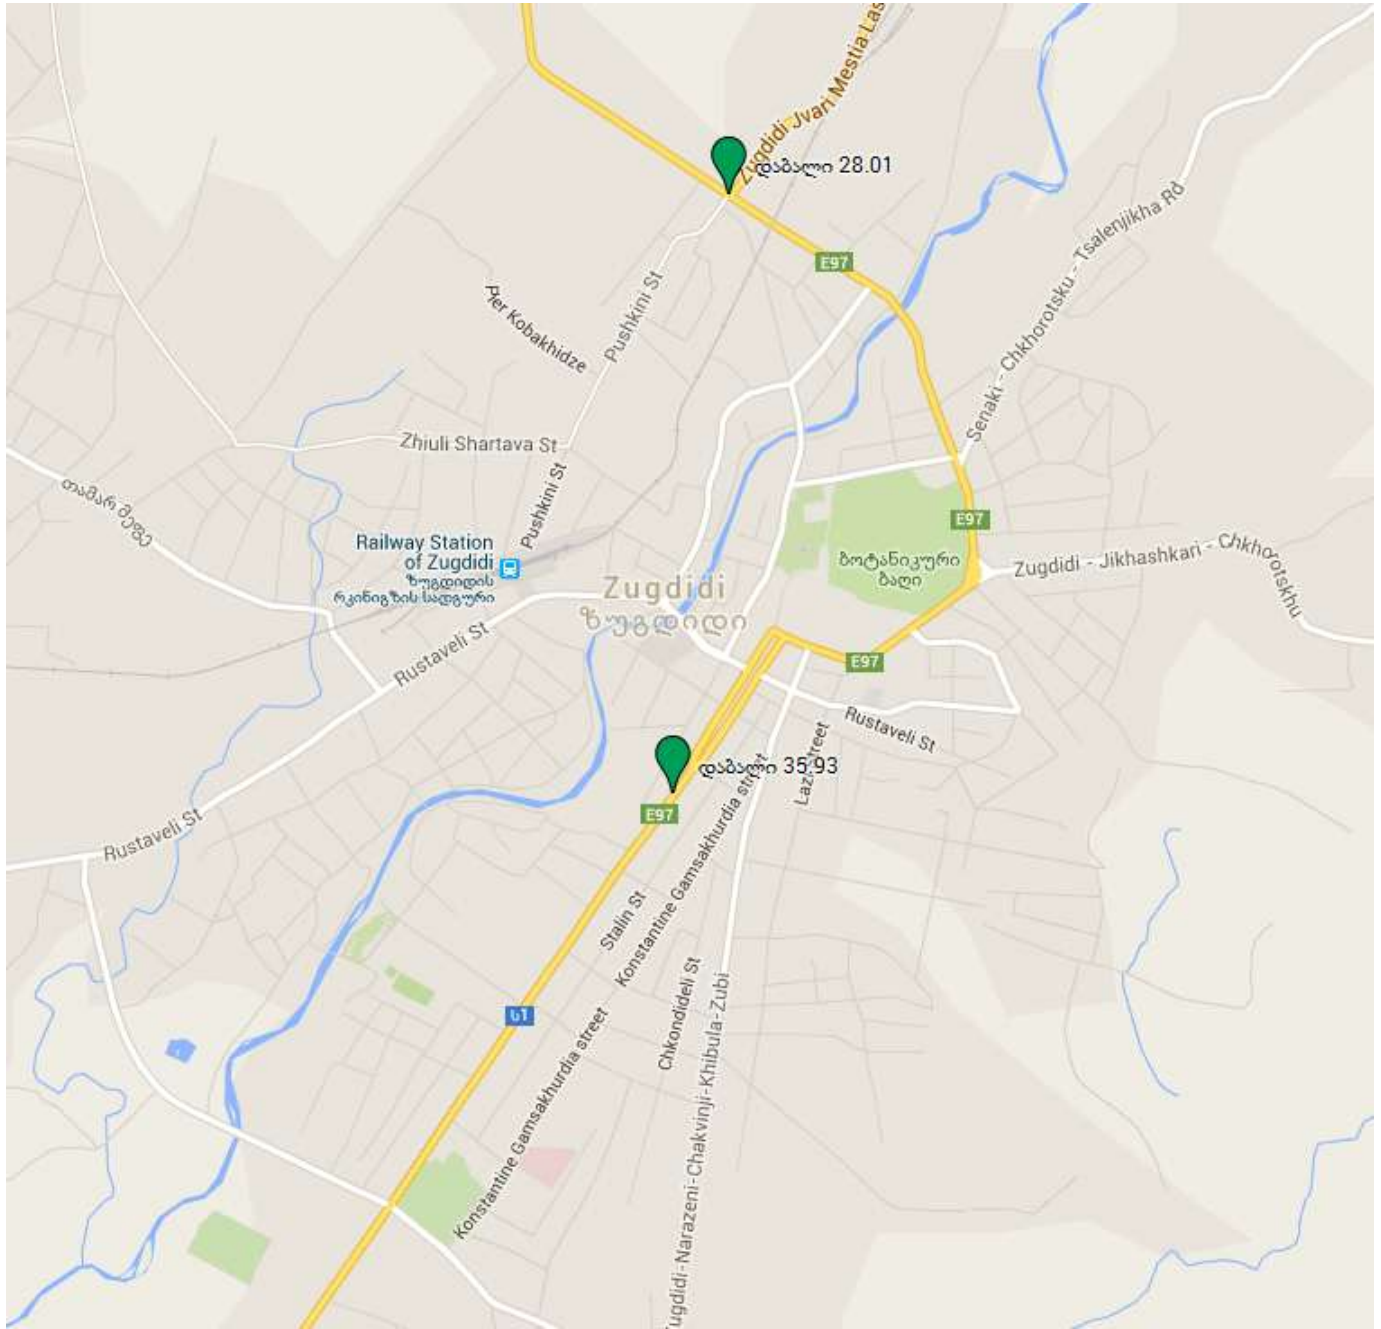 Zugdidi Jvari Mestia Las
დაბალი 28.01
E97
Senaki - Chkhorotsku - Tsalenjikha Rd
Pier Kobakhidze
Pushkini St
Zhiuli Shartava St
Pushkini St
თამარ მეფე
E97
Railway Station
of Zugdidi
ზუგდიდის
რკინიგზის სადგური
ბოტანიკური
ბაღი
Zugdidi - Jikhashkari - Chkhorotskhu
Zugdidi
ზუგდიდი
Rustaveli St
E97
Rustaveli St
Lazi street
დაბალი 35.93
E97
Rustaveli St
Stalin St
Konstantine Gamsakhurdia street
Chkondideli St
ს1
Konstantine Gamsakhurdia street
Zugdidi-Narazeni-Chakvinji-Khibula-Zubi